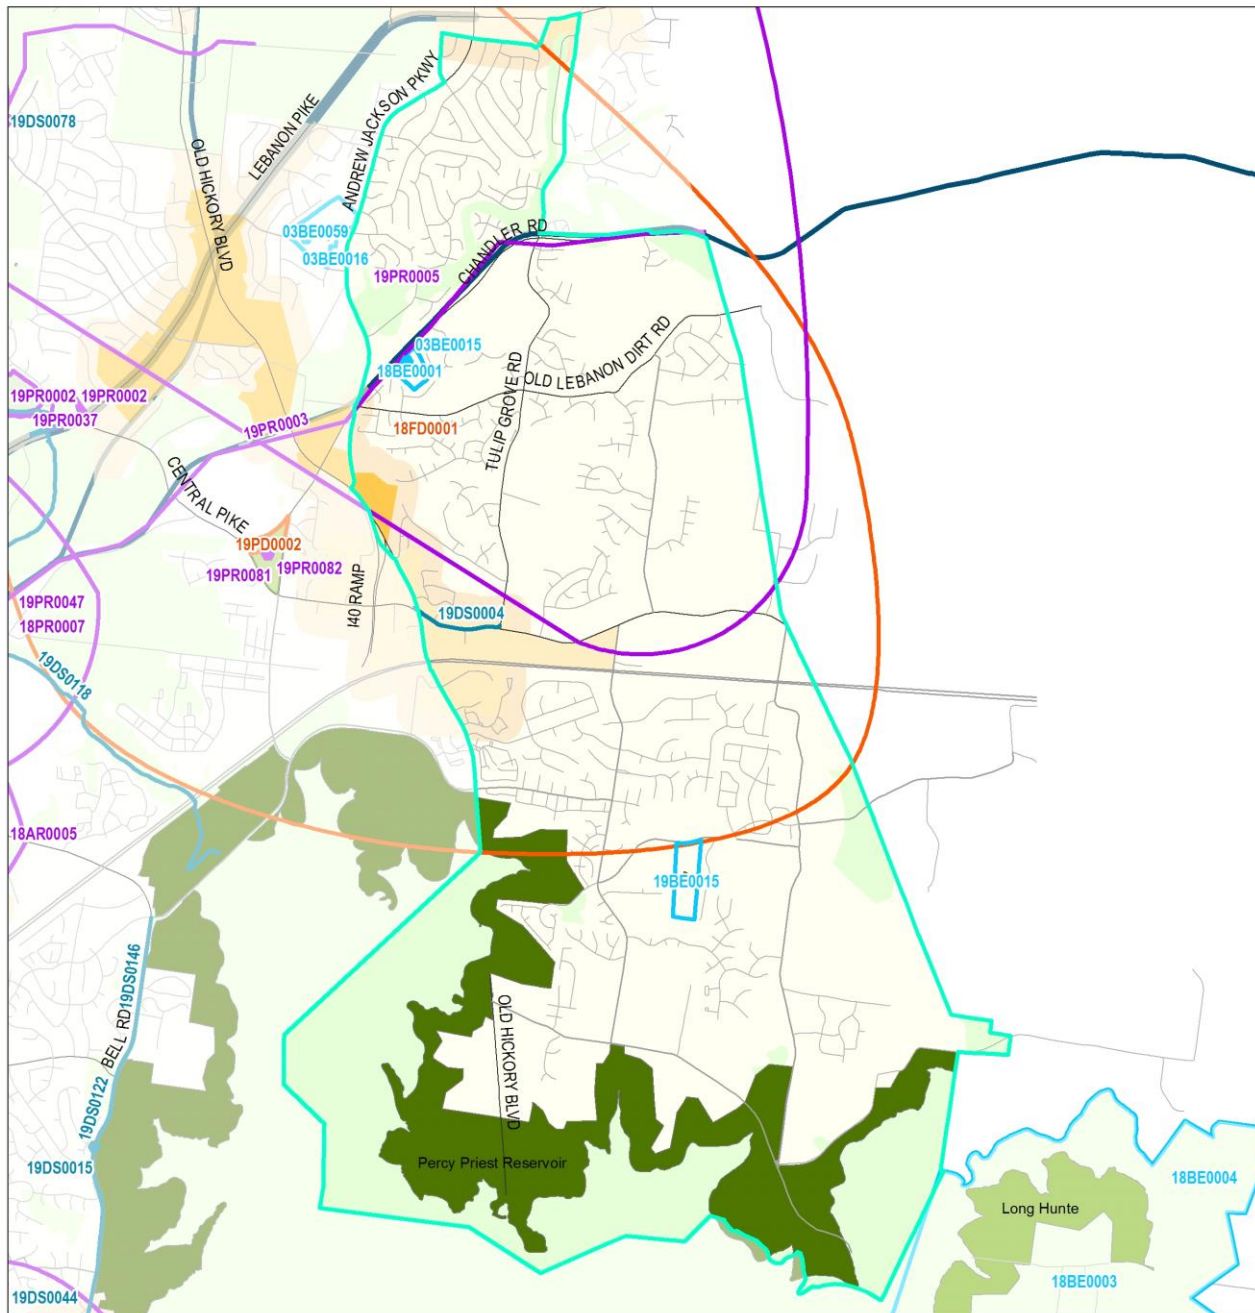 19DS0078
OLD HICKORY BLVD
LEBANON PIKE
ANDREW JACKSON PKWY
03BE0059
03BE0016
CHANDLER RD
19PR0005
03BE0015
18BE0001
OLD LEBANON DIRT RD
19PR0002
19PR0002
19PR0037
19PR0003
18FD0001
TULIP GROVE RD
CENTRAL PIKE
19PD0002
19PR0081
19PR0082
I40 RAMP
19PR0047
18PR0007
19DS0004
19DS0118
18AR0005
19BE0015
BELL RD
19DS0146
OLD HICKORY BLVD
19DS0122
19DS0015
Percy Priest Reservoir
18BE0004
Long Hunte
18BE0003
19DS0044